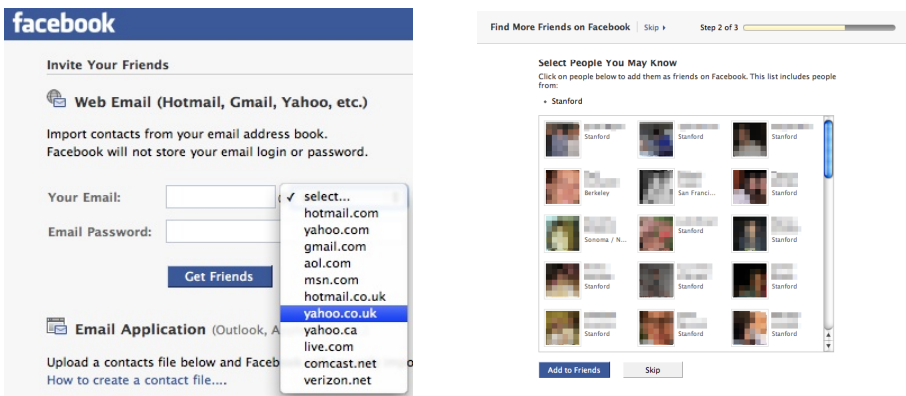 facebook
Invite Your Friends
Web Email (Hotmail, Gmail, Yahoo, etc.)
Import contacts from your email address book.
Facebook will not store your email login or password.
Your Email:
✓ select...
hotmail.com
yahoo.com
Email Password:
gmail.com
aol.com
msn.com
Get Friends
hotmail.co.uk
yahoo.co.uk
Email Application (Outlook, A
yahoo.ca
live.com
Upload a contacts file below and Faceb
comcast.net
How to create a contact file....
verizon.net
Find More Friends on Facebook
Skip
Step 2 of 3
Select People You May Know
Click on people below to add them as friends on Facebook. This list includes people
from:
• Stanford
Stanford Stanford Stanford
Berkeley San Franci... Stanford
Sonoma / N... Stanford Stanford
Stanford Stanford Stanford
Stanford Stanford Stanford
Add to Friends
Skip